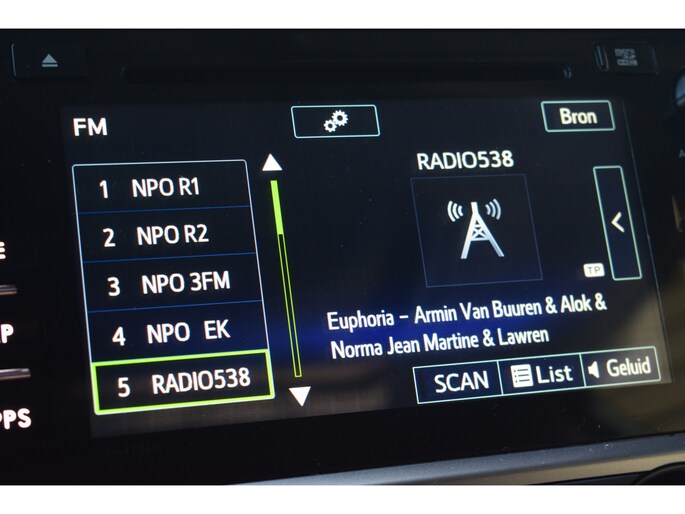 FM
Bron
1 NPO R1
2 NPO R2
3 NPO 3FM
4 NPO EK
5 RADIO538
RADIO538
TP
Euphoria – Armin Van Buuren & Alok &
Norma Jean Martine & Lawren
SCAN
List
Geluid
PPS